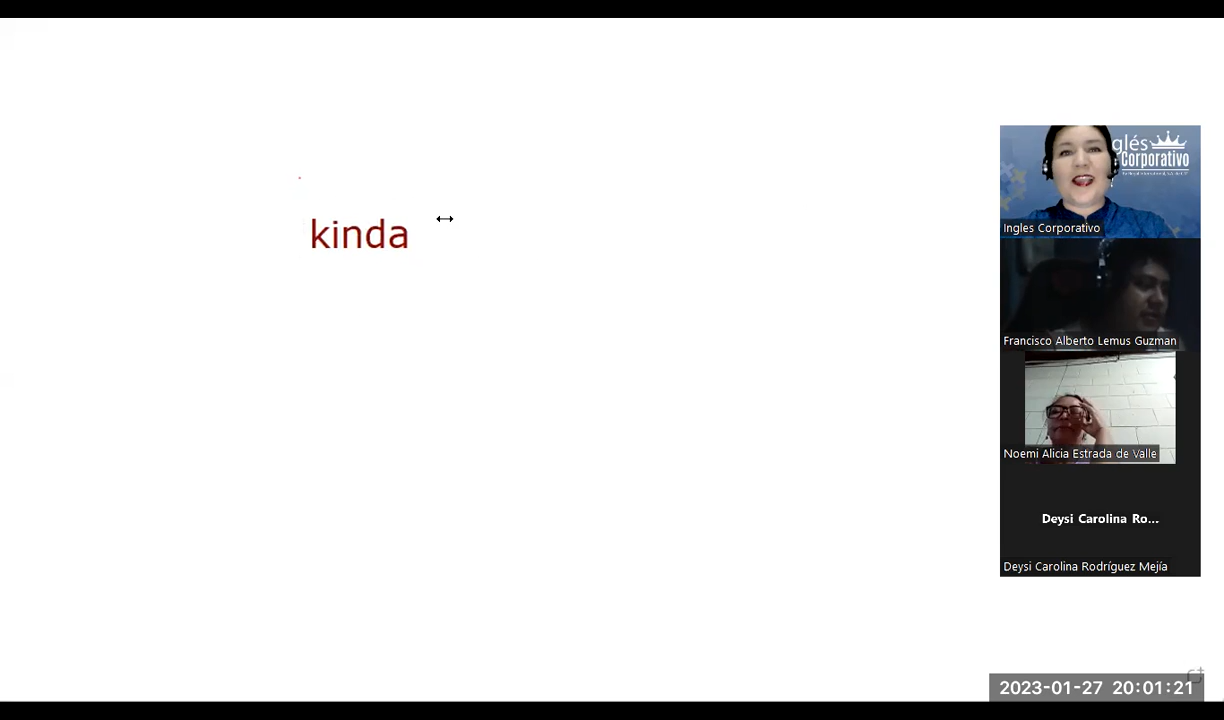 kinda
glés
Corporativo
Ingles Corporativo
Francisco Alberto Lemus Guzman
Noemi Alicia Estrada de Valle
Deysi Carolina Ro...
Deysi Carolina Rodríguez Mejía
2023-01-27 20:01:21